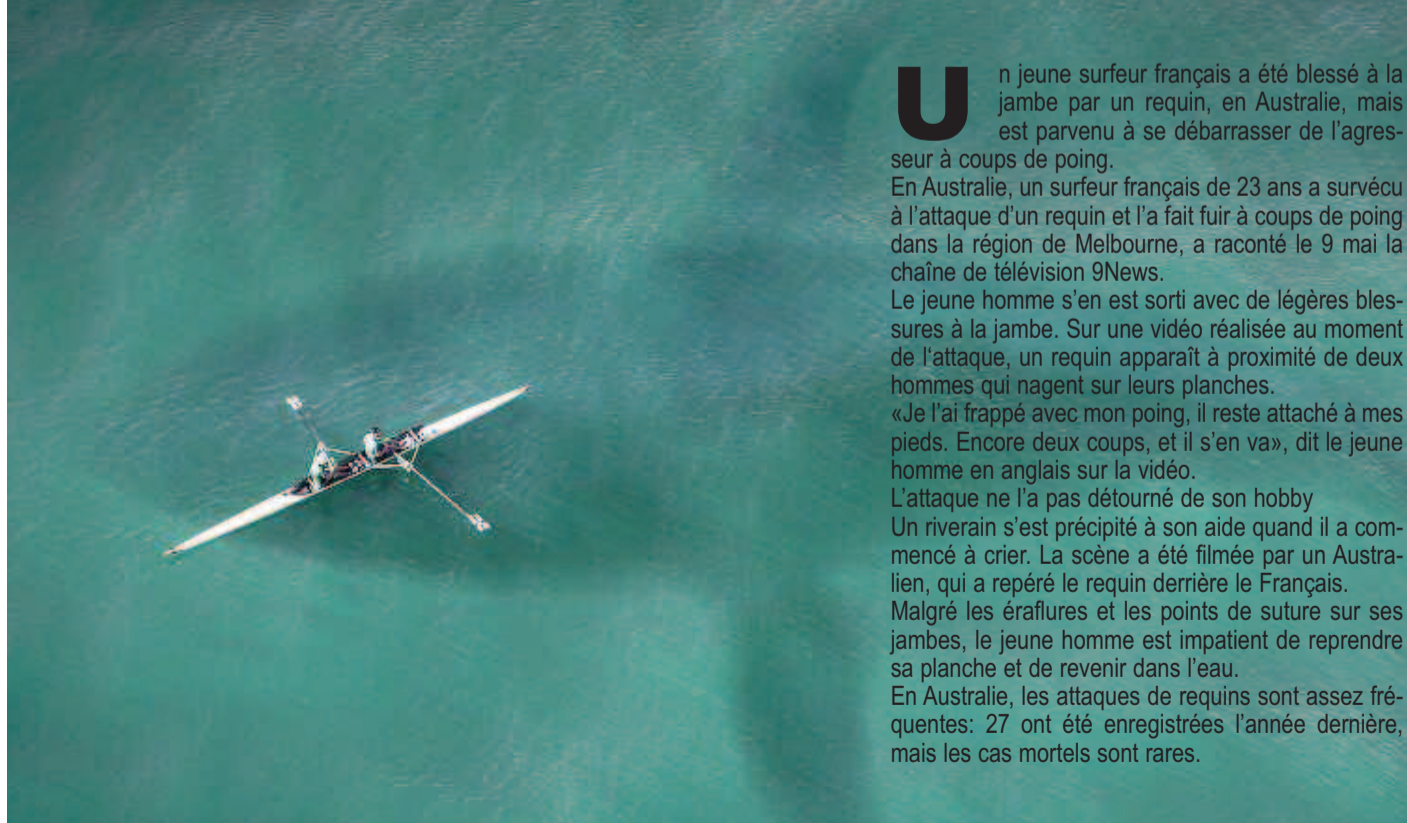 Un jeune surfeur français a été blessé à la
jambe par un requin, en Australie, mais
est parvenu à se débarrasser de l'agres-
seur à coups de poing.
En Australie, un surfeur français de 23 ans a survécu
à l'attaque d'un requin et l'a fait fuir à coups de poing
dans la région de Melbourne, a raconté le 9 mai la
chaîne de télévision 9News.
Le jeune homme s'en est sorti avec de légères bles-
sures à la jambe. Sur une vidéo réalisée au moment
de l'attaque, un requin apparaît à proximité de deux
hommes qui nagent sur leurs planches.
«Je l'ai frappé avec mon poing, il reste attaché à mes
pieds. Encore deux coups, et il s'en va», dit le jeune
homme en anglais sur la vidéo.
L'attaque ne l'a pas détourné de son hobby
Un riverain s'est précipité à son aide quand il a com-
mencé à crier. La scène a été filmée par un Austra-
lien, qui a repéré le requin derrière le Français.
Malgré les éraflures et les points de suture sur ses
jambes, le jeune homme est impatient de reprendre
sa planche et de revenir dans l'eau.
En Australie, les attaques de requins sont assez fré-
quentes: 27 ont été enregistrées l'année dernière,
mais les cas mortels sont rares.